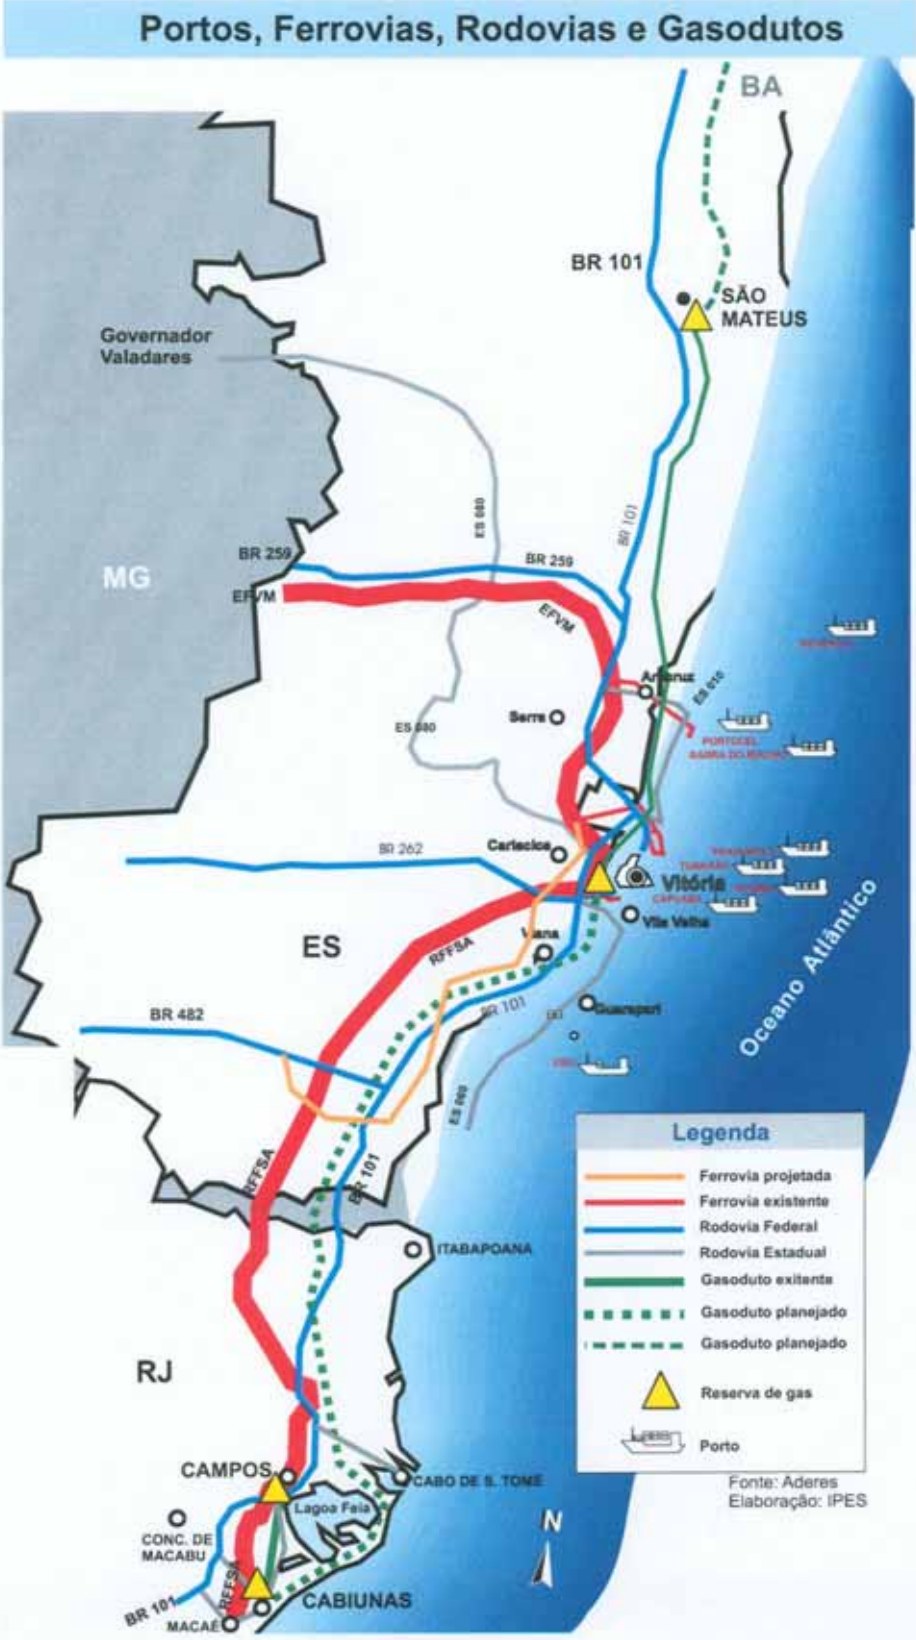 Portos, Ferrovias, Rodovias e Gasodutos
BA
BR 101
SÃO
MATEUS
Governador
Valadares
ES 080
BR 101
BR 259
BR 259
MG
EFVM
EFVM
ES 010
Serra
ES 080
PORTOCEL
Cariacica
BR 262
Vitória
CAPUABA
Vila Velha
ES
RFFSA
Viana
BR 101
Guarapari
BR 482
ES 060
Oceano Atlântico
Legenda
Ferrovia projetada
Ferrovia existente
Rodovia Federal
Rodovia Estadual
Gasoduto exitente
Gasoduto planejado
Gasoduto planejado
Reserva de gas
Porto
Fonte: Aderes
Elaboração: IPES
RFFSA
BR 101
ITABAPOANA
RJ
CAMPOS
CABO DE S. TOME
Lagoa Feia
N
CONC. DE
MACABU
RFFSA
CABIUNAS
BR 101
MACAÉ